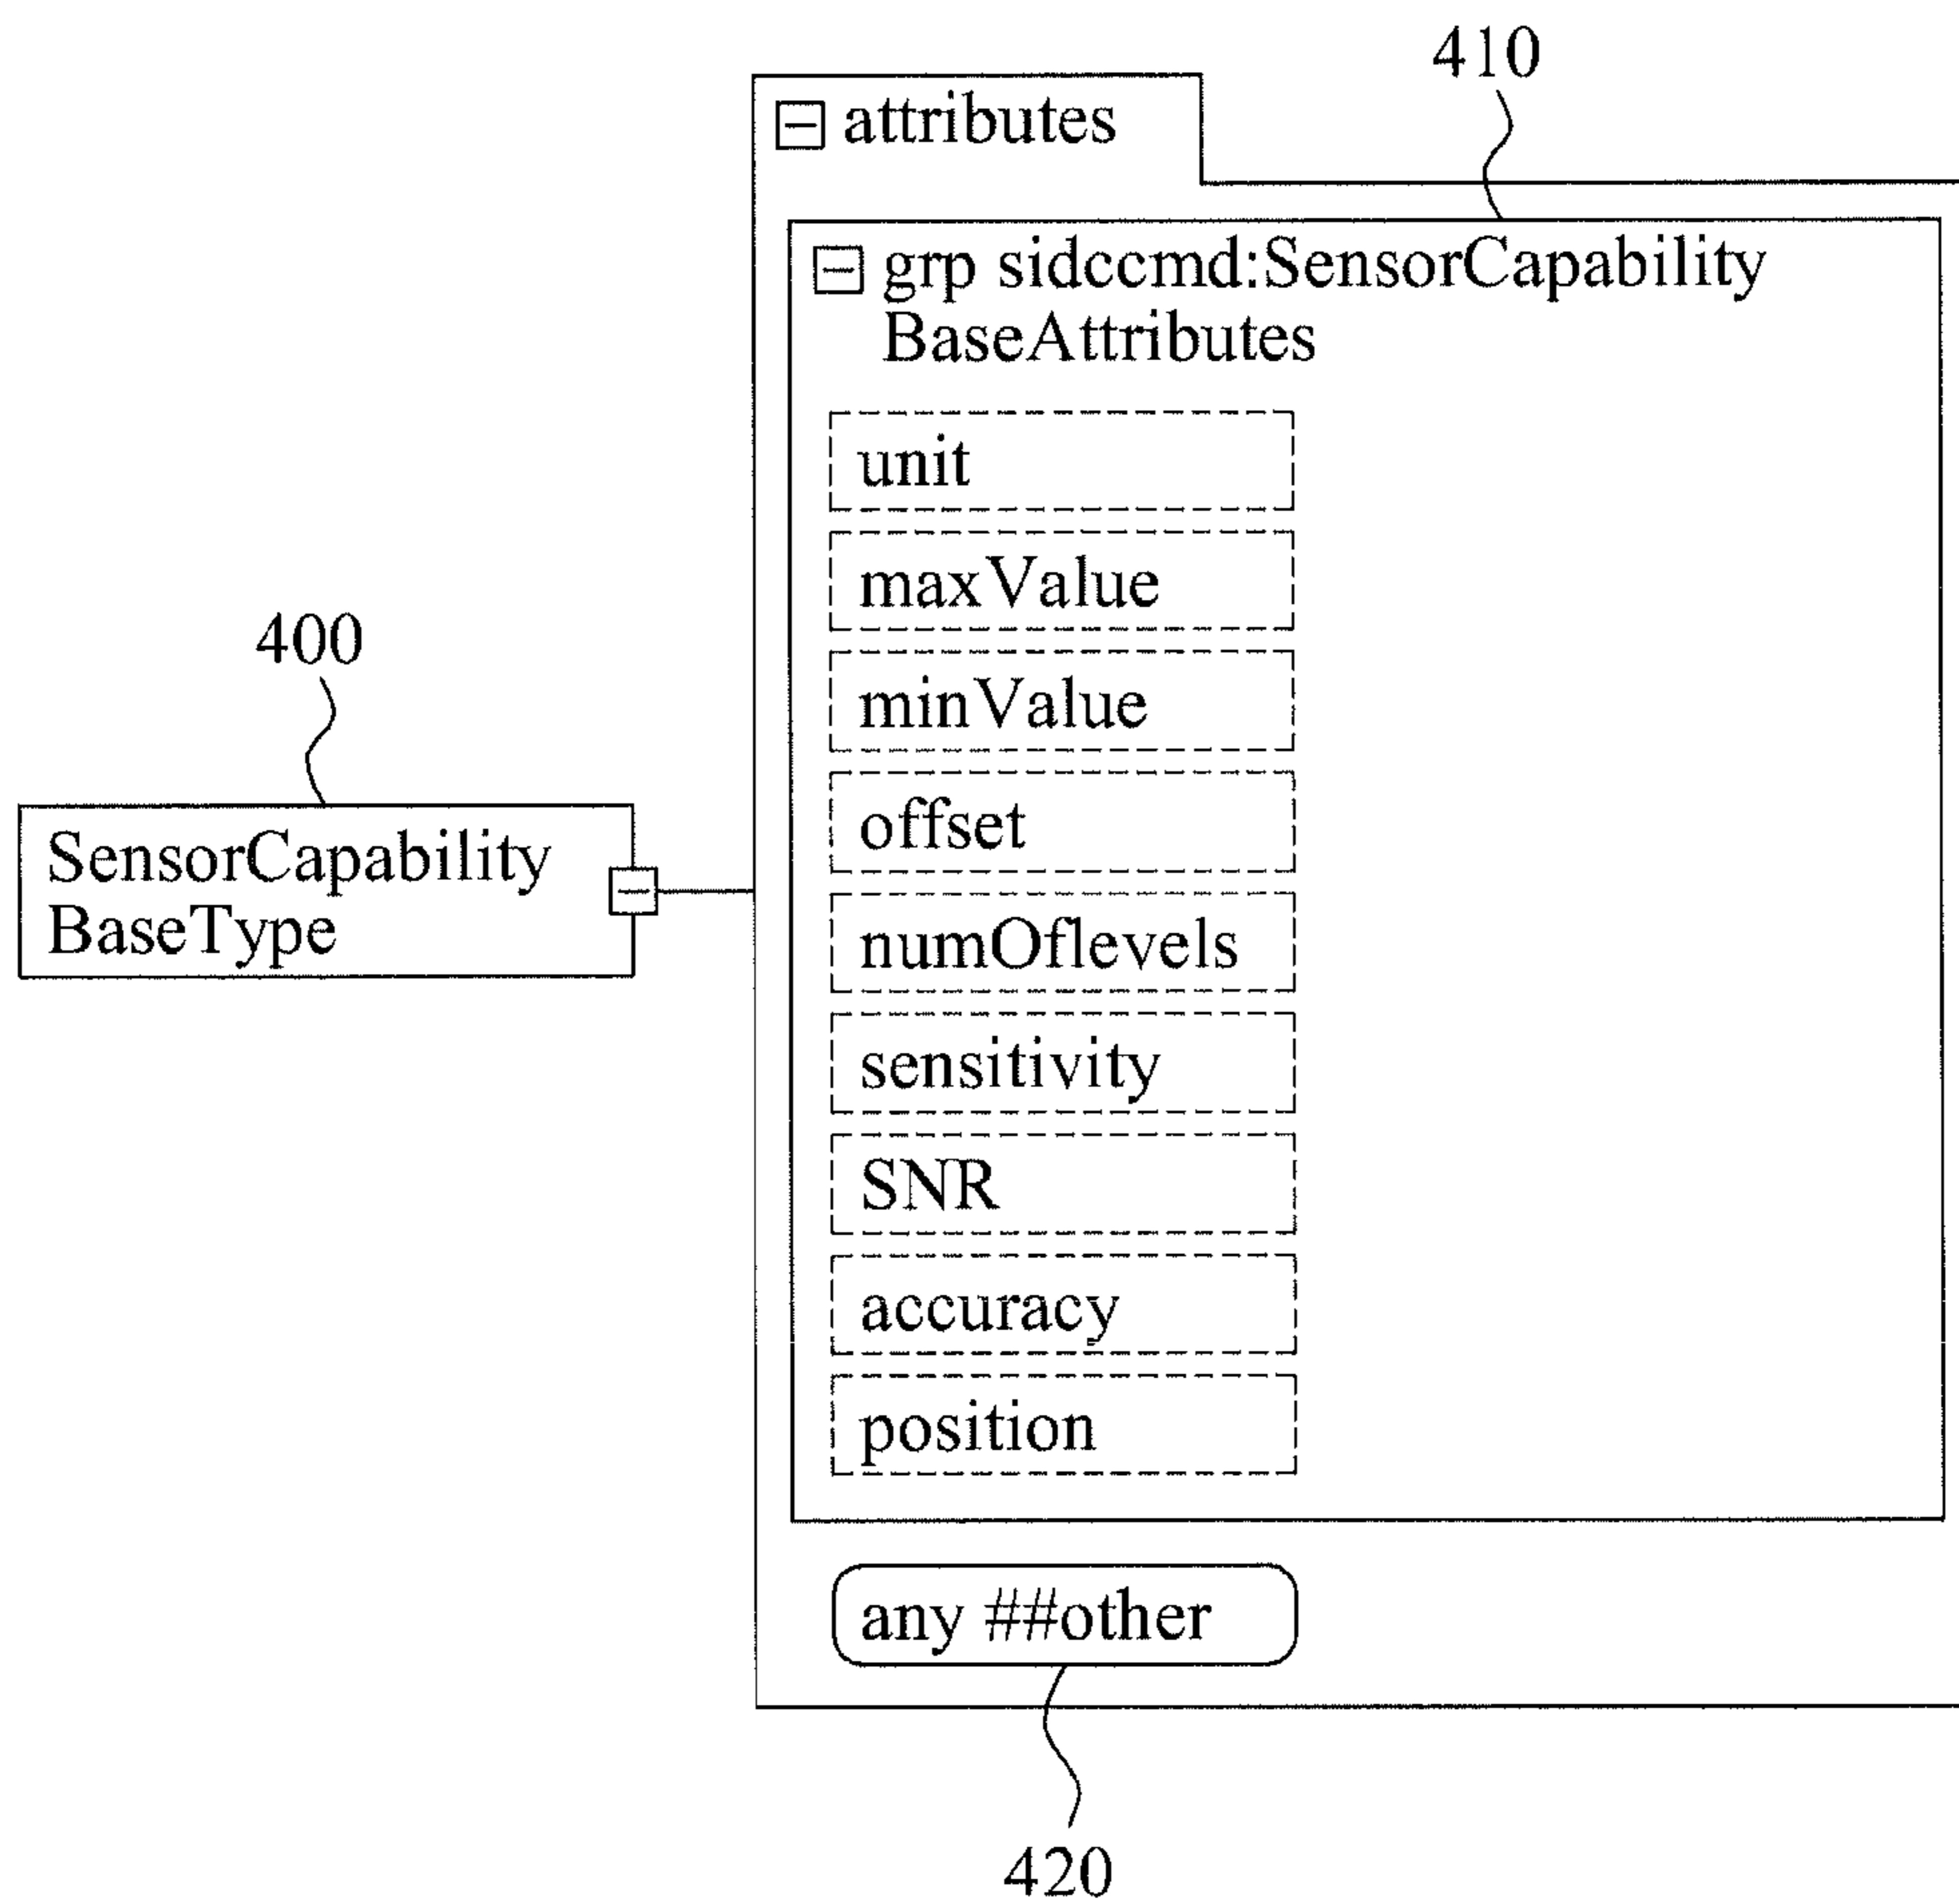 410
attributes
grp sidccmd:SensorCapability
BaseAttributes
unit
maxValue
minValue
400
offset
SensorCapability
BaseType
numOflevels
sensitivity
SNR
accuracy
position
any ##other
420